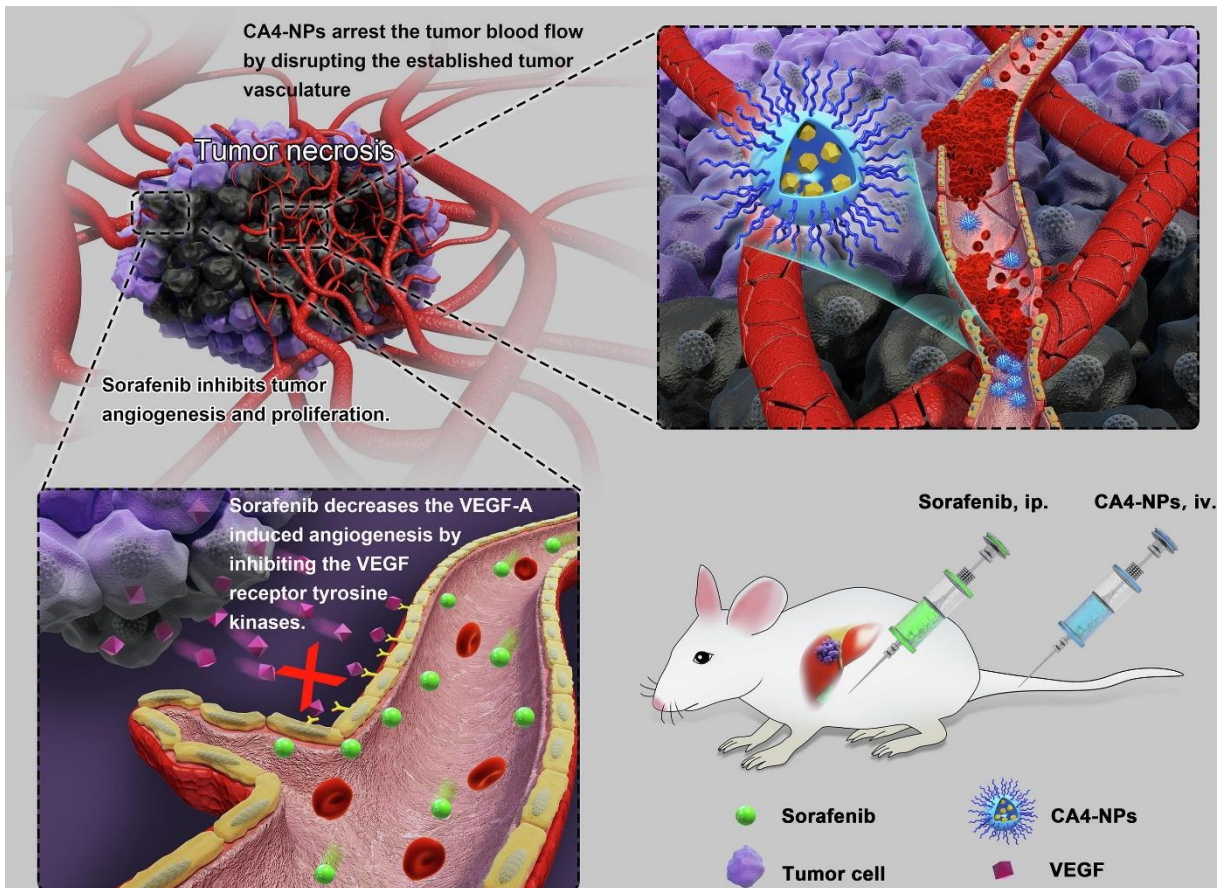 CA4-NPs arrest the tumor blood flow
by disrupting the established tumor
vasculature
Tumor necrosis
Sorafenib inhibits tumor
angiogenesis and proliferation.
Sorafenib decreases the VEGF-A
induced angiogenesis by
inhibiting the VEGF
receptor tyrosine
kinases.
Sorafenib, ip.
CA4-NPs, iv.
Sorafenib
CA4-NPs
Tumor cell
VEGF